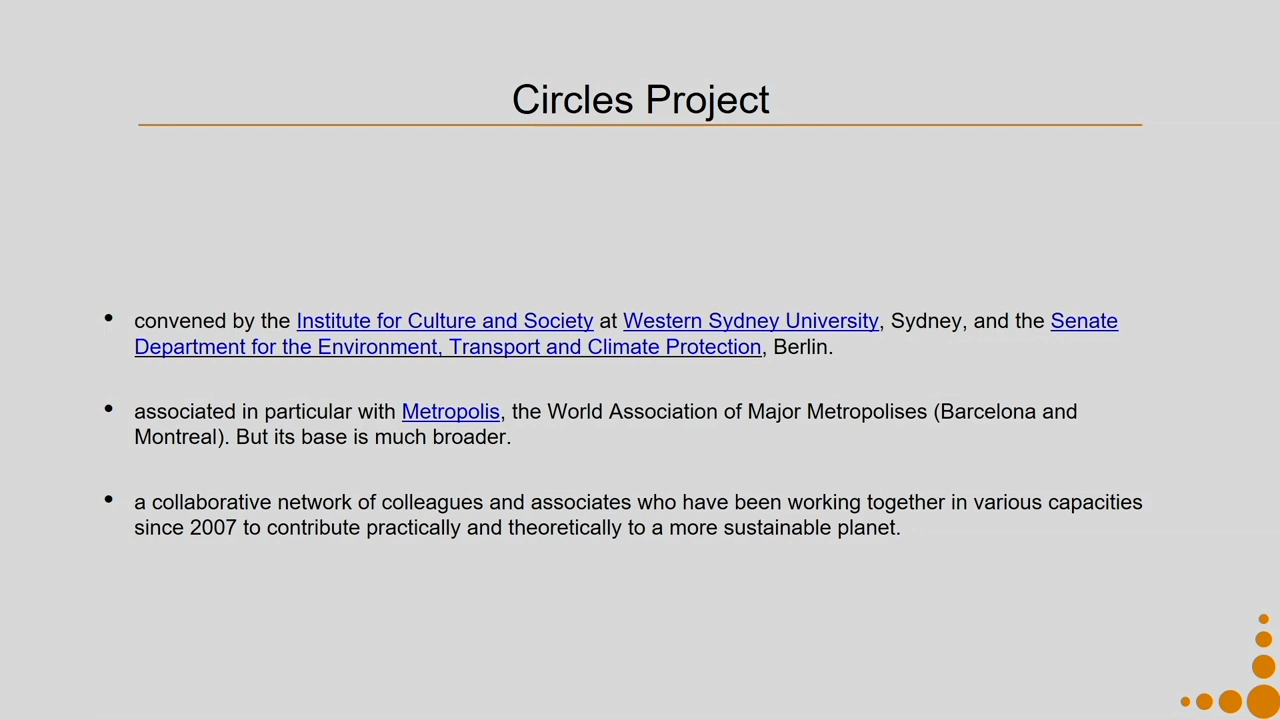 Circles Project
• convened by the Institute for Culture and Society at Western Sydney University, Sydney, and the Senate
Department for the Environment, Transport and Climate Protection, Berlin.
• associated in particular with Metropolis, the World Association of Major Metropolises (Barcelona and
Montreal). But its base is much broader.
• a collaborative network of colleagues and associates who have been working together in various capacities
since 2007 to contribute practically and theoretically to a more sustainable planet.